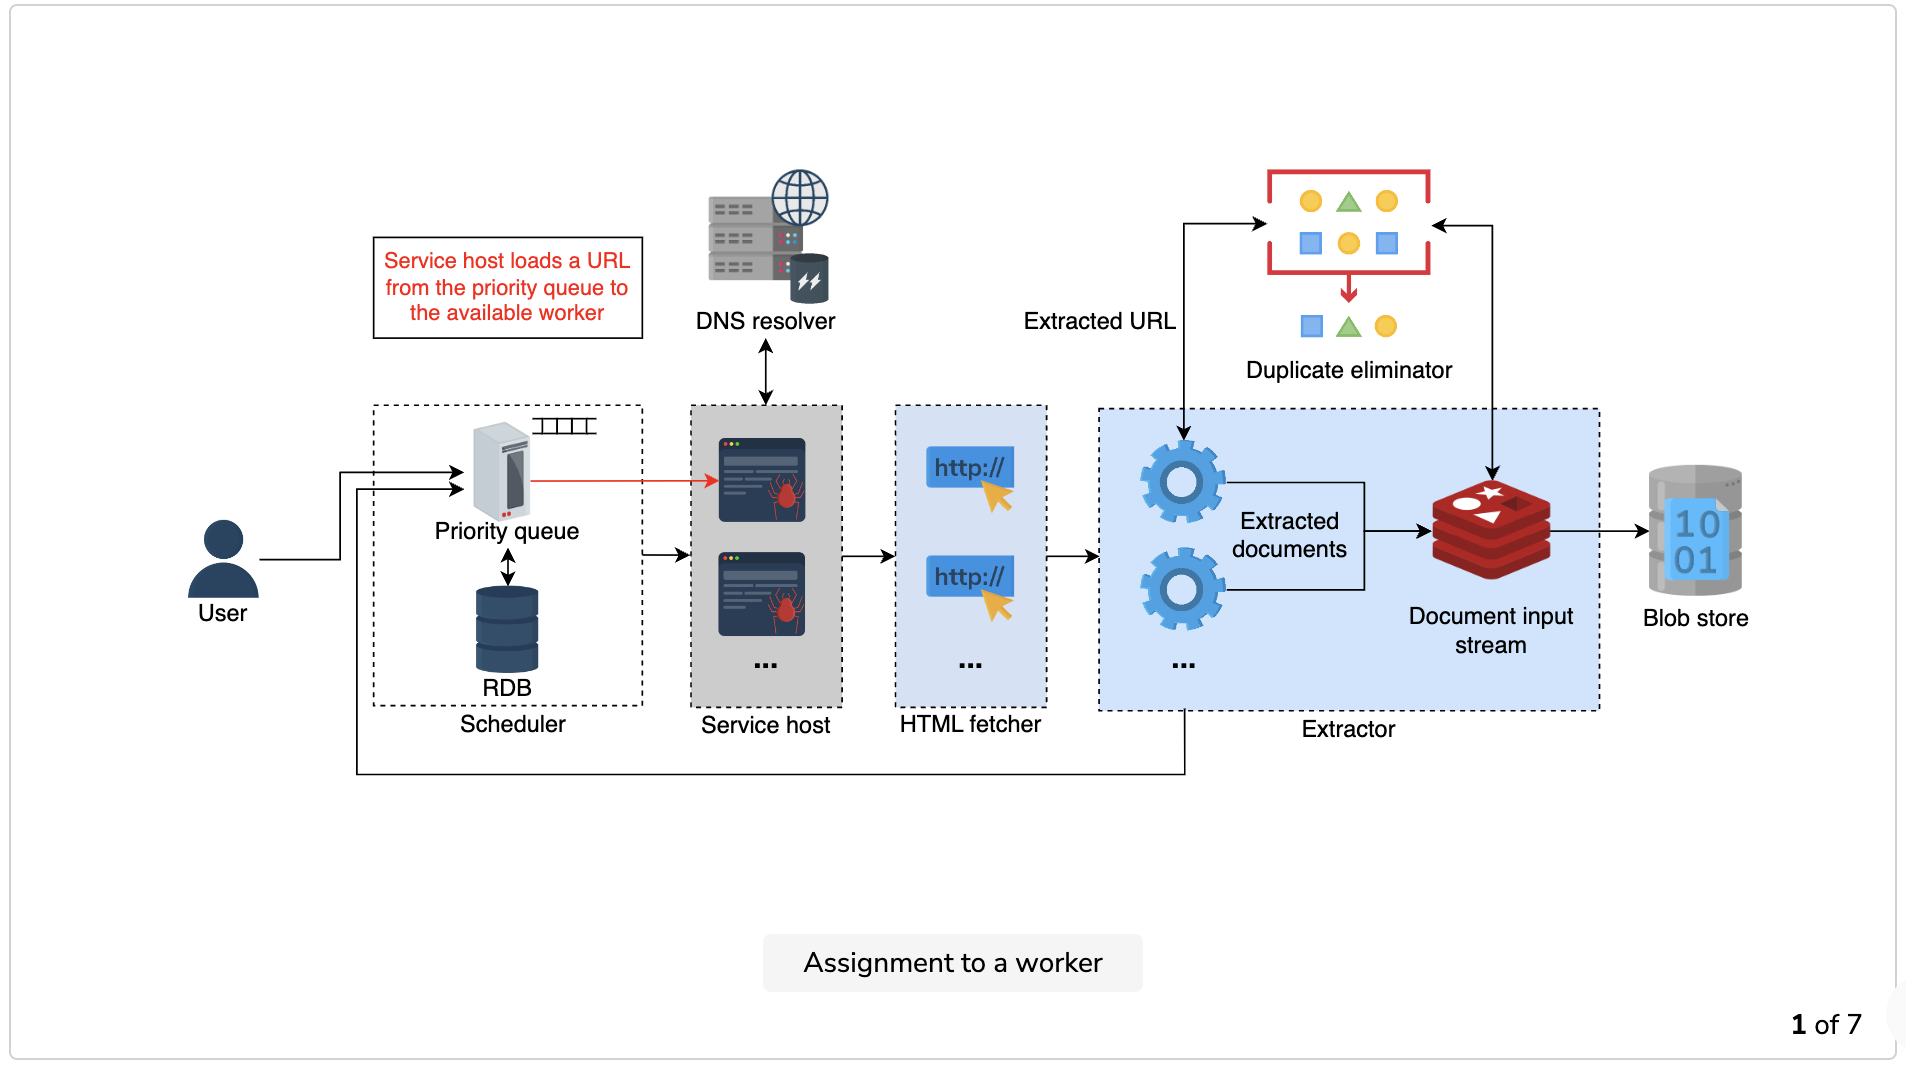 Service host loads a URL
from the priority queue to
the available worker
DNS resolver
Extracted URL
Duplicate eliminator
Priority queue
RDB
Scheduler
User
...
Service host
http://
http://
...
HTML fetcher
Extracted
documents
...
Document input
stream
Extractor
10
01
Blob store
Assignment to a worker
1 of 7